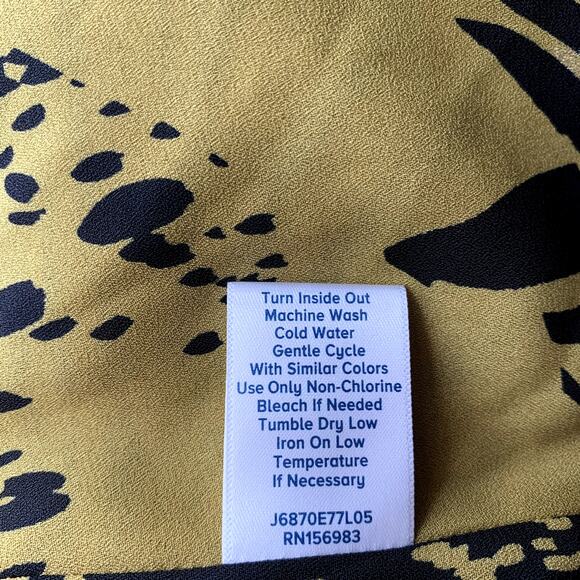 Turn Inside Out
Machine Wash
Cold Water
Gentle Cycle
With Similar Colors
Use Only Non-Chlorine
Bleach If Needed
Tumble Dry Low
Iron On Low
Temperature
If Necessary
J6870E77L05
RN156983